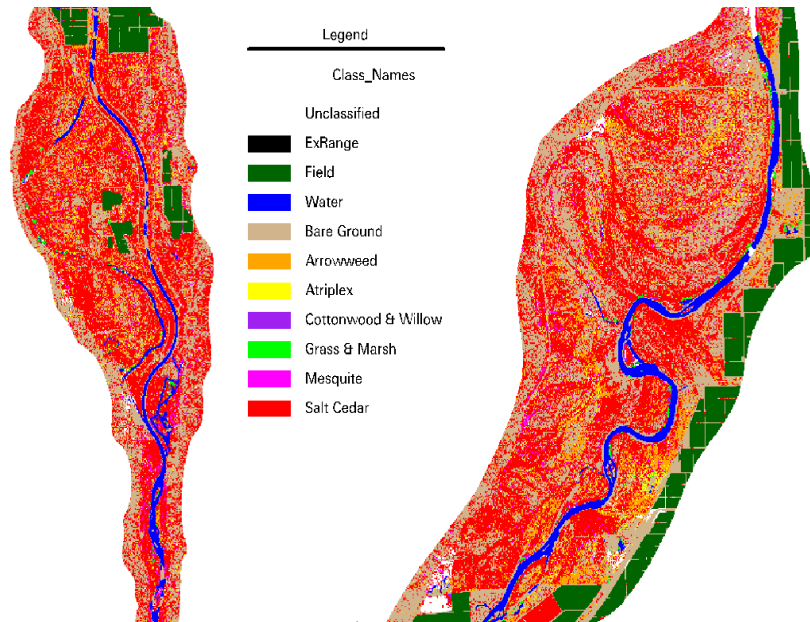 Legend
Class_Names
Unclassified
ExRange
Field
Water
Bare Ground
Arrowweed
Atriplex
Cottonwood & Willow
Grass & Marsh
Mesquite
Salt Cedar